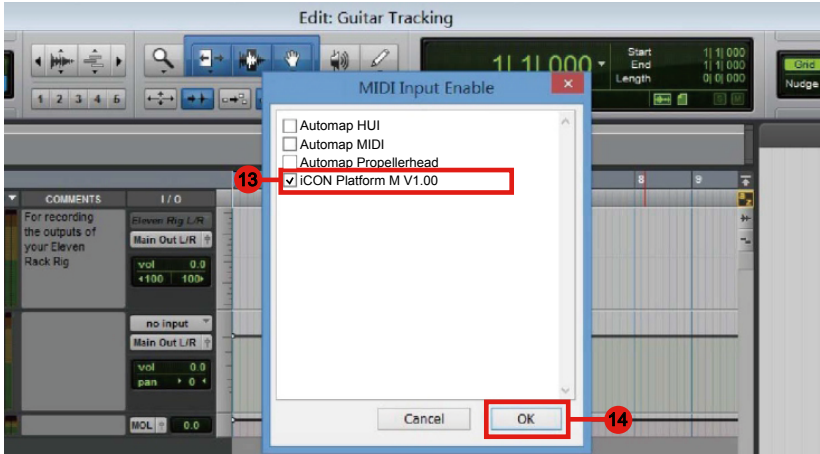 Edit: Guitar Tracking
1| 1| 000
Start 1| 1| 000
End 1| 1| 000
Length 0| 0| 000
Grid
Nudge
1 2 3 4 5
MIDI Input Enable
Automap HUI
Automap MIDI
Automap Propellerhead
13
iCON Platform M V1.00
8 9
COMMENTS I / O
For recording
the outputs of
your Eleven
Rack Rig
Eleven Rig L/R
Main Out L/R
vol 0.0
100 100
no input
Main Out L/R
vol 0.0
pan 0
MOL 0.0
Cancel OK
14